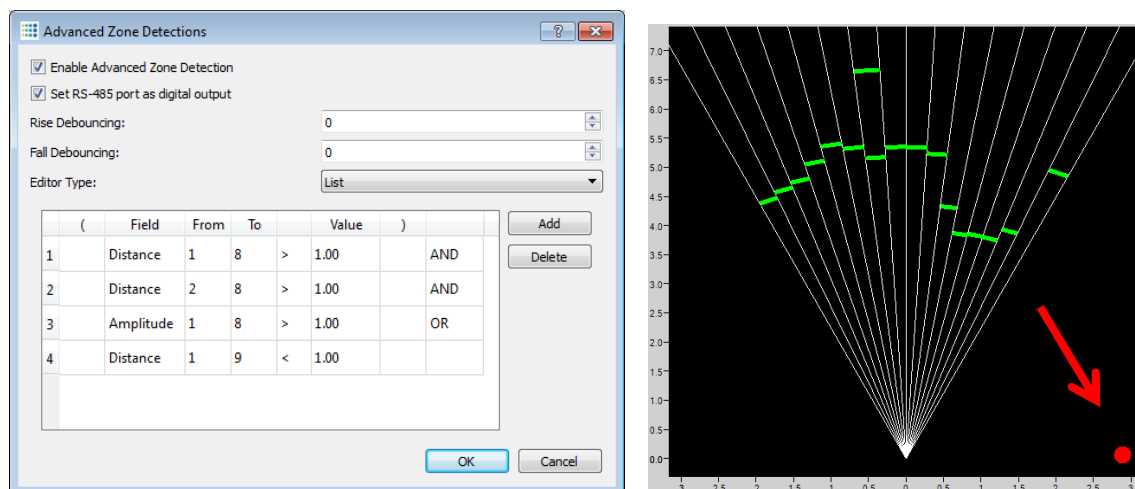 Advanced Zone Detections
Enable Advanced Zone Detection
Set RS-485 port as digital output
Rise Debouncing: 0
Fall Debouncing: 0
Editor Type: List
( Field From To Value )
1 Distance 1 8 > 1.00 AND
2 Distance 2 8 > 1.00 AND
3 Amplitude 1 8 > 1.00 OR
4 Distance 1 9 < 1.00
Add
Delete
OK Cancel
7.0
6.5
6.0
5.5
5.0
4.5
4.0
3.5
3.0
2.5
2.0
1.5
1.0
0.5
0.0
3 2.5 2 1.5 1 0.5 0 0.5 1 1.5 2 2.5 3